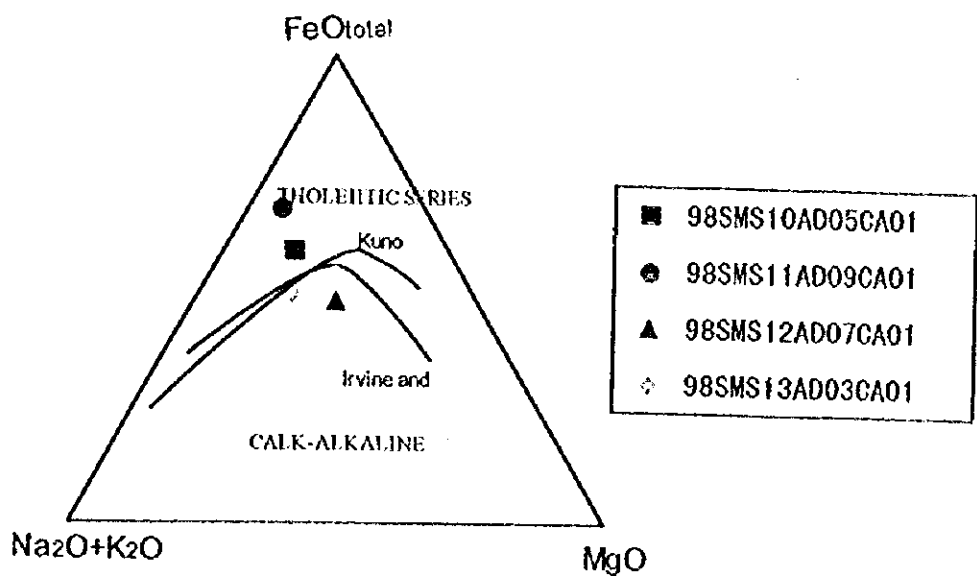 FeOtotal
THOLEIITIC SERIES
Kuno
Irvine and
CALK-ALKALINE
Na2O+K2O
MgO
98SMS10AD05CA01
98SMS11AD09CA01
98SMS12AD07CA01
98SMS13AD03CA01